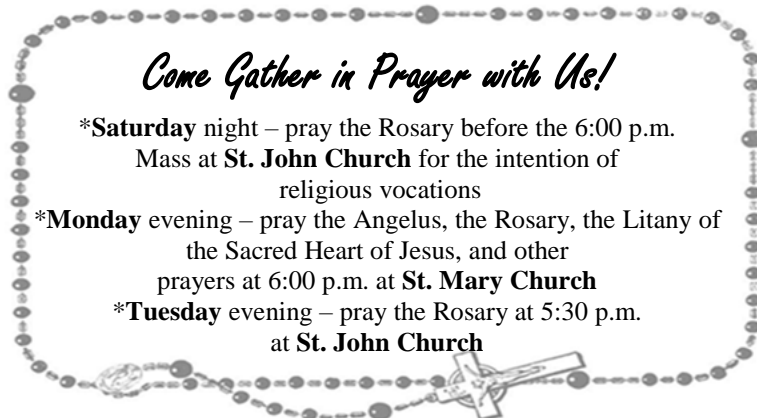 Come Gather in Prayer with Us!
*Saturday night – pray the Rosary before the 6:00 p.m.
Mass at St. John Church for the intention of
religious vocations
*Monday evening – pray the Angelus, the Rosary, the Litany of
the Sacred Heart of Jesus, and other
prayers at 6:00 p.m. at St. Mary Church
*Tuesday evening – pray the Rosary at 5:30 p.m.
at St. John Church